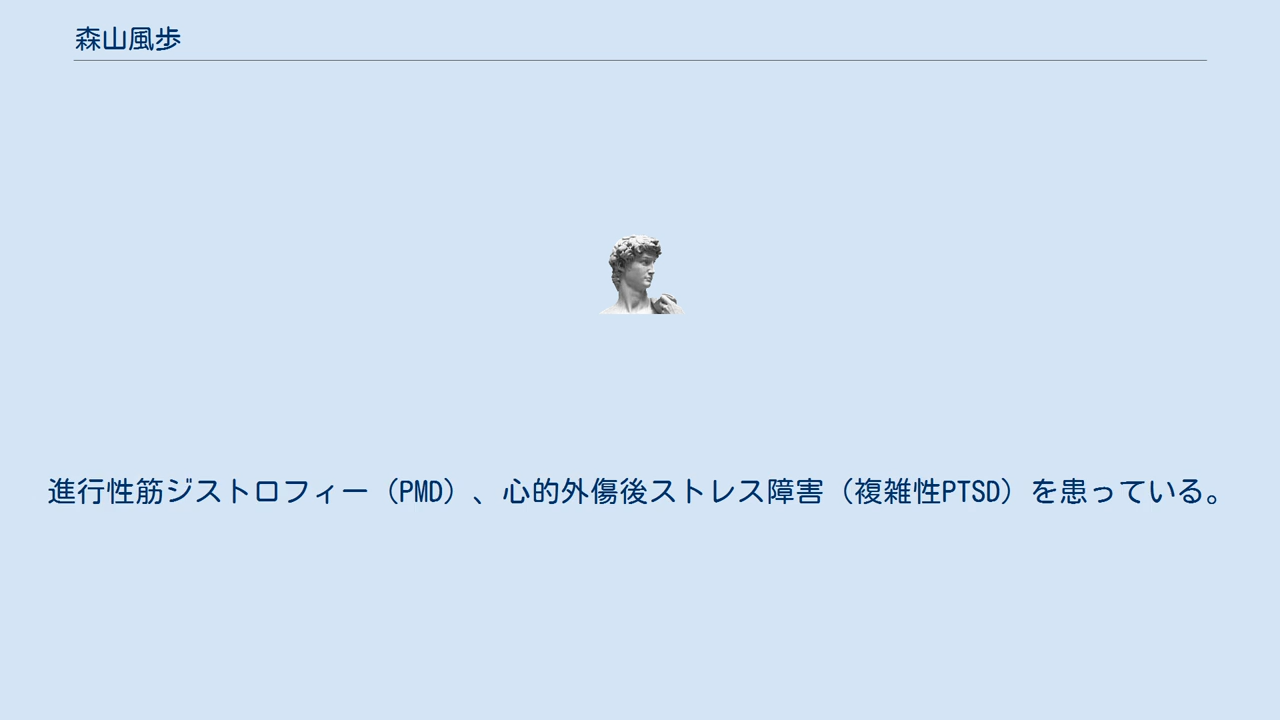 森山風歩
進行性筋ジストロフィー（PMD）、心的外傷後ストレス障害（複雑性PTSD）を患っている。